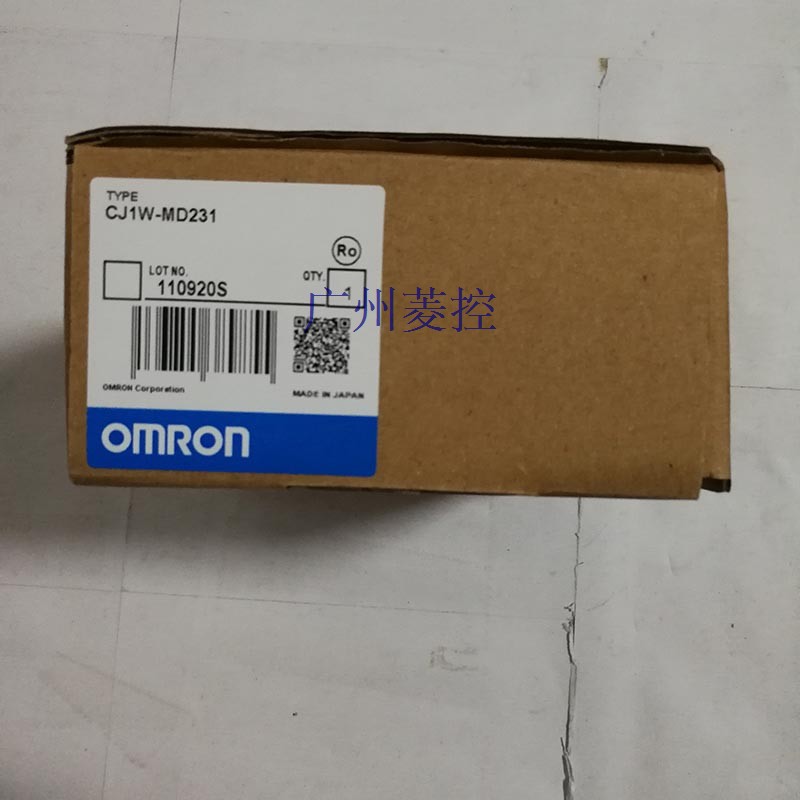 TYPE
CJ1W-MD231
Ro
LOT NO.
QTY.
110920S
1
广州菱控
OMRON Corporation
MADE IN JAPAN
OMRON